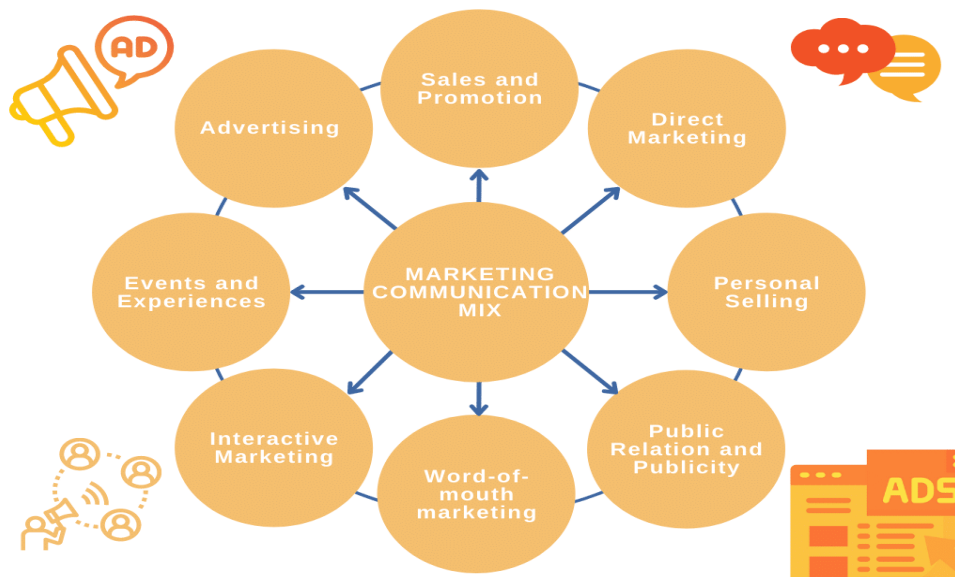 AD
Sales and
Promotion
Advertising
Direct
Marketing
Events and
Experiences
MARKETING
COMMUNICATION
MIX
Personal
Selling
Interactive
Marketing
Word-of-
mouth
marketing
Public
Relation and
Publicity
ADS